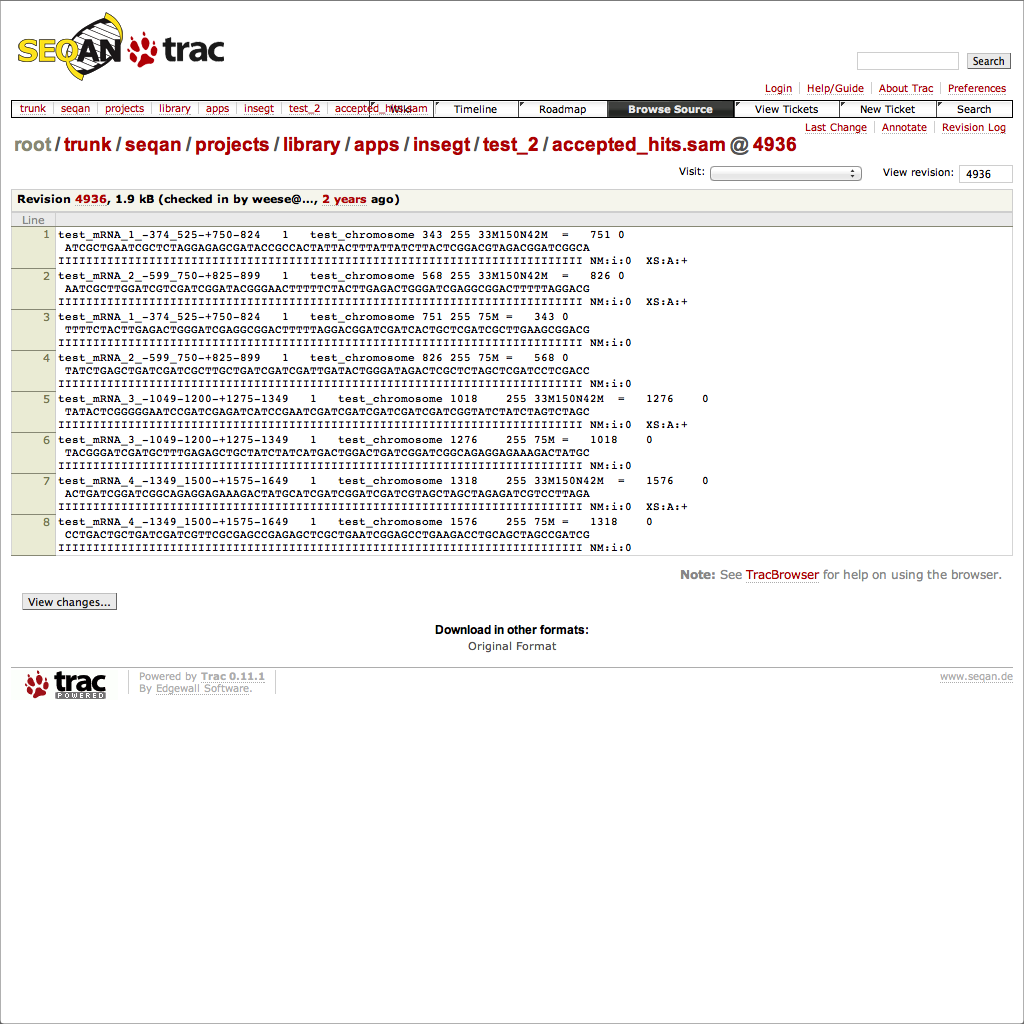 SEQAN trac
Search
Login Help/Guide About Trac Preferences
trunk seqan projects library apps insegt test_2 accepted_hits.sam Wiki Timeline Roadmap Browse Source View Tickets New Ticket Search
Last Change Annotate Revision Log
root / trunk / seqan / projects / library / apps / insegt / test_2 / accepted_hits.sam @ 4936
Visit: View revision: 4936
Revision 4936, 1.9 kB (checked in by weese@..., 2 years ago)
Line
1 test_mRNA_1_-374_525-+750-824 1 test_chromosome 343 255 33M150N42M = 751 0
ATCGCTGAATCGCTCTAGGAGAGCGATACCGCCACTATTACTTTATTATCTTACTCGGACGTAGACGGATCGGCA
IIIIIIIIIIIIIIIIIIIIIIIIIIIIIIIIIIIIIIIIIIIIIIIIIIIIIIIIIIIIIIIIIIIIIIIIIII NM:i:0 XS:A:+
2 test_mRNA_2_-599_750-+825-899 1 test_chromosome 568 255 33M150N42M = 826 0
AATCGCTTGGATCGTCGATCGGATACGGGAACTTTTTCTACTTGAGACTGGGATCGAGGCGGACTTTTTAGGACG
IIIIIIIIIIIIIIIIIIIIIIIIIIIIIIIIIIIIIIIIIIIIIIIIIIIIIIIIIIIIIIIIIIIIIIIIIII NM:i:0 XS:A:+
3 test_mRNA_1_-374_525-+750-824 1 test_chromosome 751 255 75M = 343 0
TTTTCTACTTGAGACTGGGATCGAGGCGGACTTTTTAGGACGGATCGATCACTGCTCGATCGCTTGAAGCGGACG
IIIIIIIIIIIIIIIIIIIIIIIIIIIIIIIIIIIIIIIIIIIIIIIIIIIIIIIIIIIIIIIIIIIIIIIIIII NM:i:0
4 test_mRNA_2_-599_750-+825-899 1 test_chromosome 826 255 75M = 568 0
TATCTGAGCTGATCGATCGCTTGCTGATCGATCGATTGATACTGGGATAGACTCGCTCTAGCTCGATCCTCGACC
IIIIIIIIIIIIIIIIIIIIIIIIIIIIIIIIIIIIIIIIIIIIIIIIIIIIIIIIIIIIIIIIIIIIIIIIIII NM:i:0
5 test_mRNA_3_-1049-1200-+1275-1349 1 test_chromosome 1018 255 33M150N42M = 1276 0
TATACTCGGGGGAATCCGATCGAGATCATCCGAATCGATCGATCGATCGATCGATCGGTATCTATCTAGTCTAGC
IIIIIIIIIIIIIIIIIIIIIIIIIIIIIIIIIIIIIIIIIIIIIIIIIIIIIIIIIIIIIIIIIIIIIIIIIII NM:i:0 XS:A:+
6 test_mRNA_3_-1049-1200-+1275-1349 1 test_chromosome 1276 255 75M = 1018 0
TACGGGATCGATGCTTTGAGAGCTGCTATCTATCATGACTGGACTGATCGGATCGGCAGAGGAGAAAGACTATGC
IIIIIIIIIIIIIIIIIIIIIIIIIIIIIIIIIIIIIIIIIIIIIIIIIIIIIIIIIIIIIIIIIIIIIIIIIII NM:i:0
7 test_mRNA_4_-1349_1500-+1575-1649 1 test_chromosome 1318 255 33M150N42M = 1576 0
ACTGATCGGATCGGCAGAGGAGAAAGACTATGCATCGATCGGATCGATCGTAGCTAGCTAGAGATCGTCCTTAGA
IIIIIIIIIIIIIIIIIIIIIIIIIIIIIIIIIIIIIIIIIIIIIIIIIIIIIIIIIIIIIIIIIIIIIIIIIII NM:i:0 XS:A:+
8 test_mRNA_4_-1349_1500-+1575-1649 1 test_chromosome 1576 255 75M = 1318 0
CCTGACTGCTGATCGATCGTTCGCGAGCCGAGAGCTCGCTGAATCGGAGCCTGAAGACCTGCAGCTAGCCGATCG
IIIIIIIIIIIIIIIIIIIIIIIIIIIIIIIIIIIIIIIIIIIIIIIIIIIIIIIIIIIIIIIIIIIIIIIIIII NM:i:0
Note: See TracBrowser for help on using the browser.
View changes...
Download in other formats:
Original Format
trac POWERED
Powered by Trac 0.11.1
By Edgewall Software.
www.seqan.de